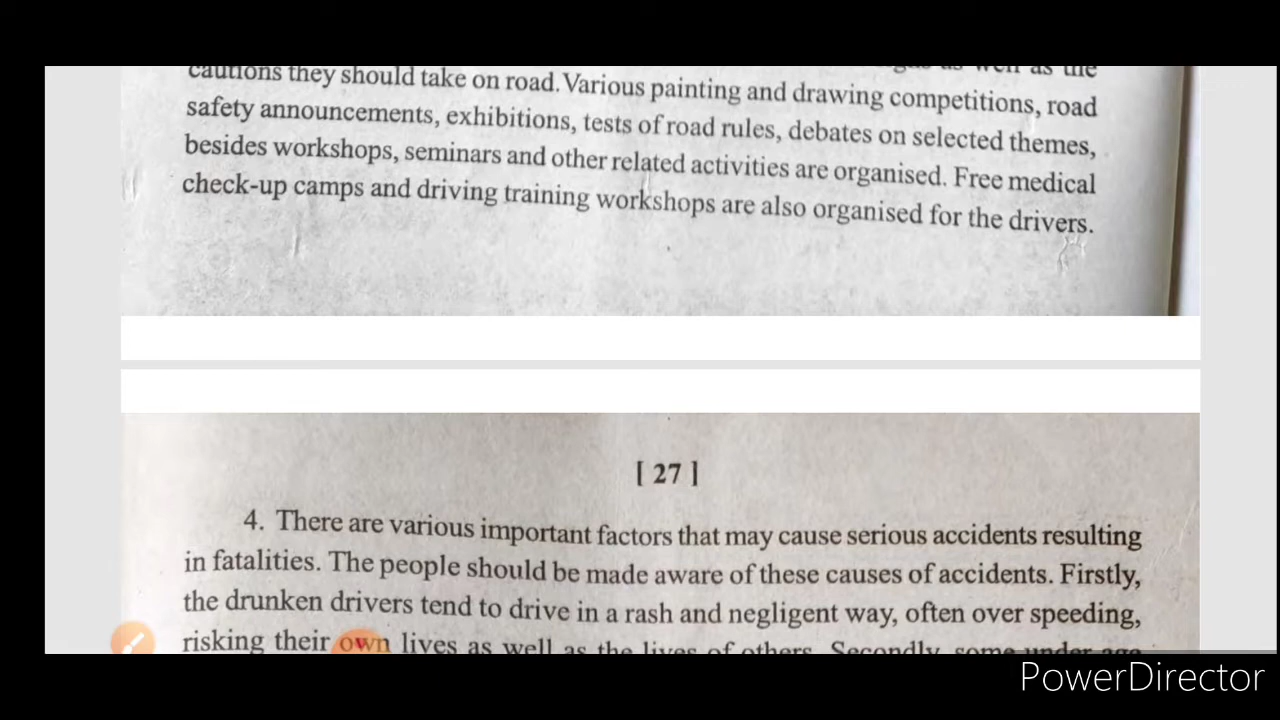 as well as the
cautions they should take on road. Various painting and drawing competitions, road
safety announcements, exhibitions, tests of road rules, debates on selected themes,
besides workshops, seminars and other related activities are organised. Free medical
check-up camps and driving training workshops are also organised for the drivers.
[ 27 ]
4. There are various important factors that may cause serious accidents resulting
in fatalities. The people should be made aware of these causes of accidents. Firstly,
the drunken drivers tend to drive in a rash and negligent way, often over speeding,
risking their own lives as well as the lives of others. Secondly, some under age
PowerDirector